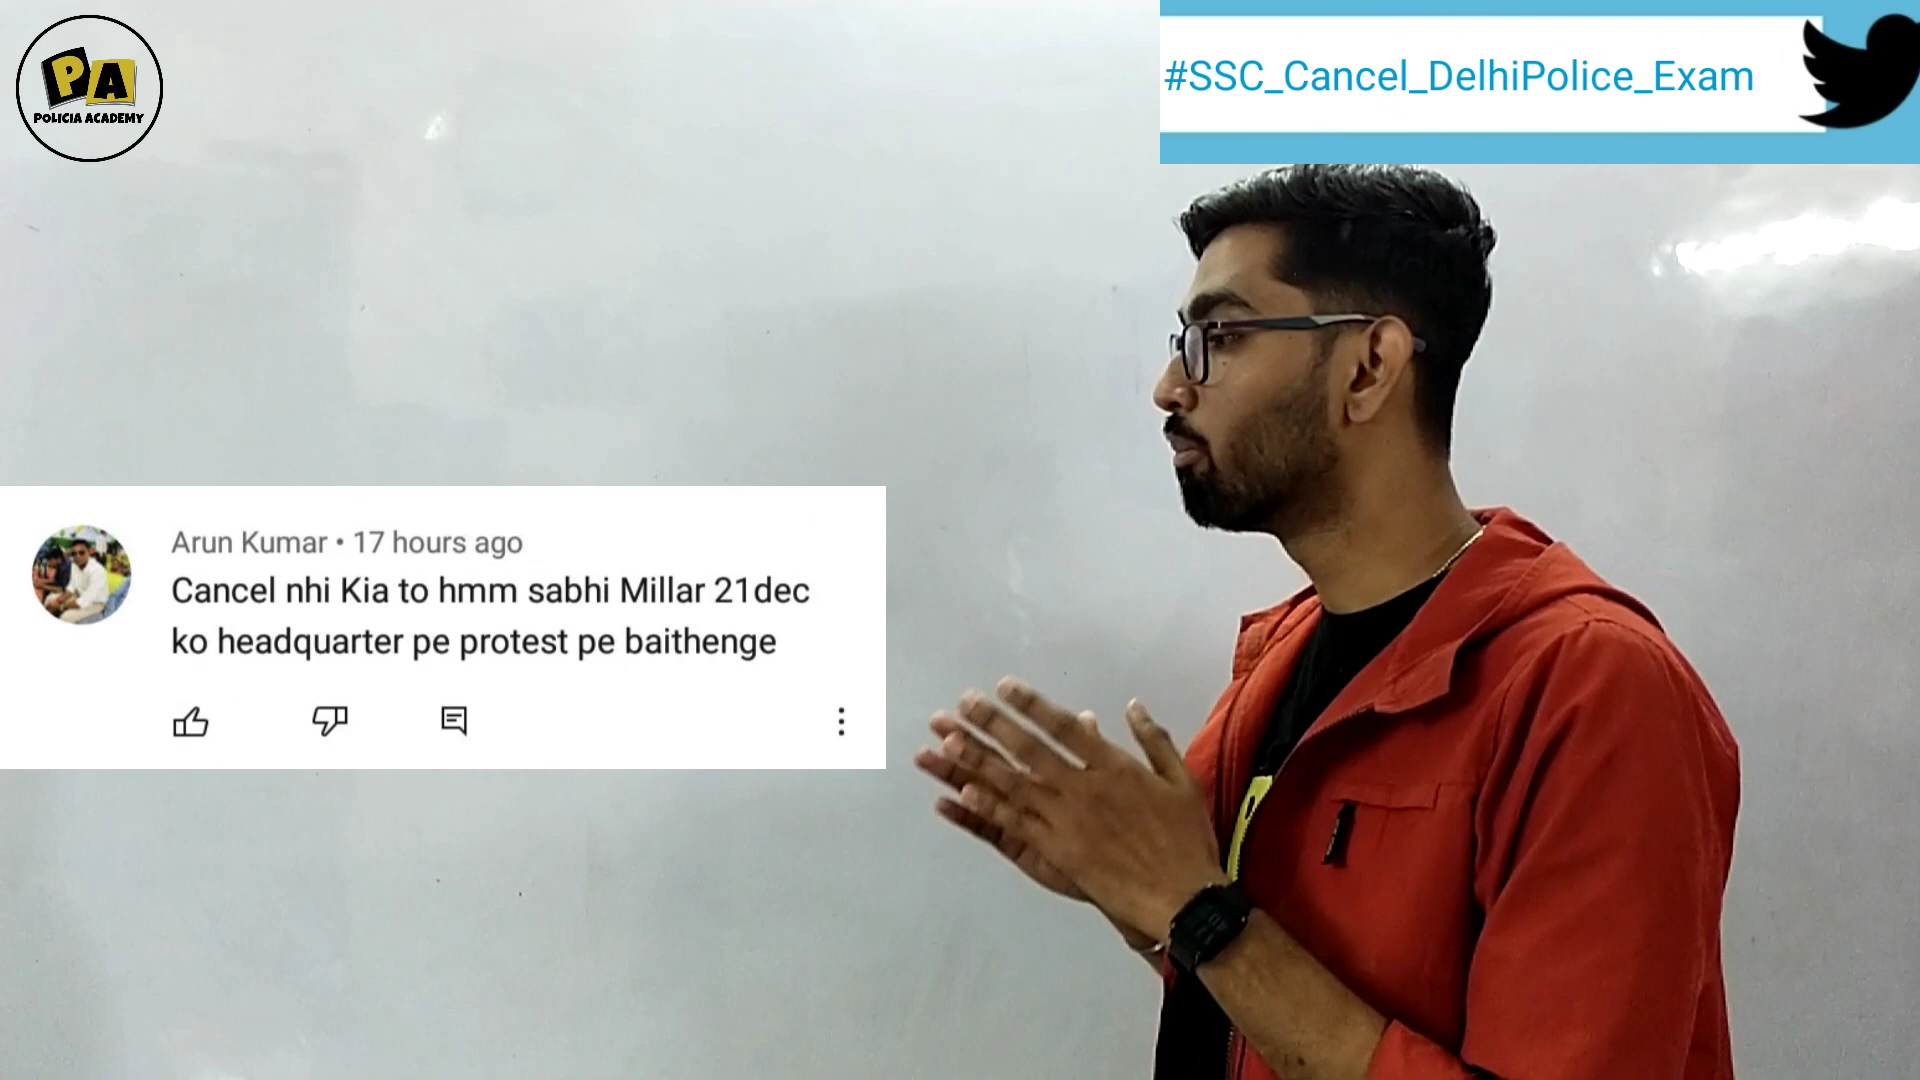 PA
POLICIA ACADEMY
#SSC_Cancel_DelhiPolice_Exam
Arun Kumar • 17 hours ago
Cancel nhi Kia to hmm sabhi Millar 21dec
ko headquarter pe protest pe baithenge